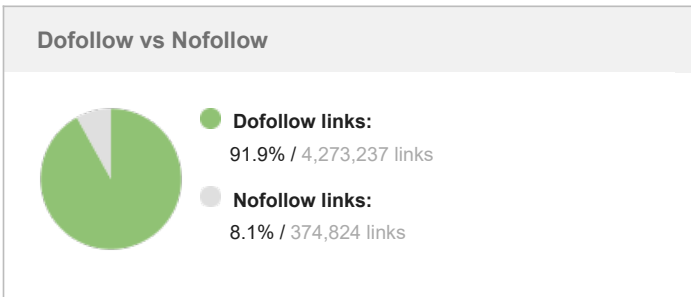 Dofollow vs Nofollow
Dofollow links:
91.9% / 4,273,237 links
Nofollow links:
8.1% / 374,824 links